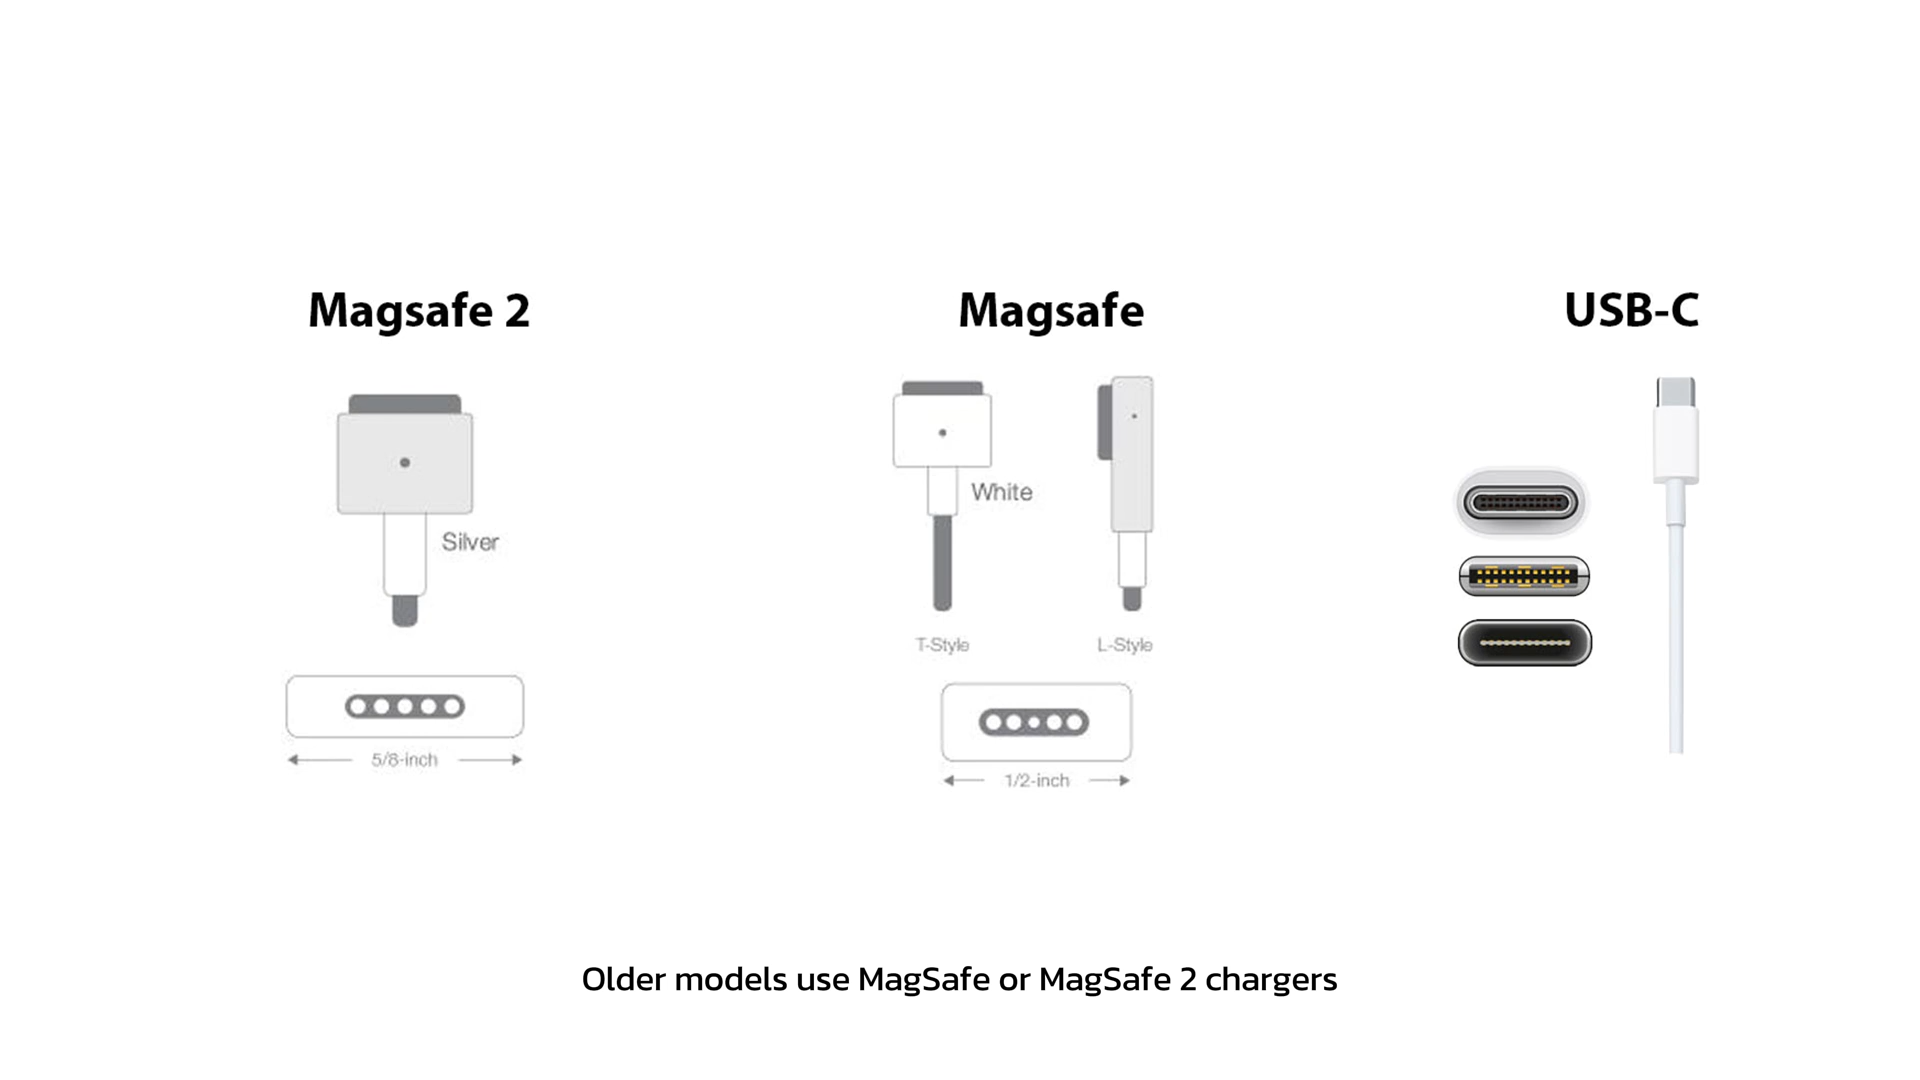 Magsafe 2
Silver
5/8-inch
Magsafe
White
T-Style
L-Style
1/2-inch
USB-C
Older models use MagSafe or MagSafe 2 chargers